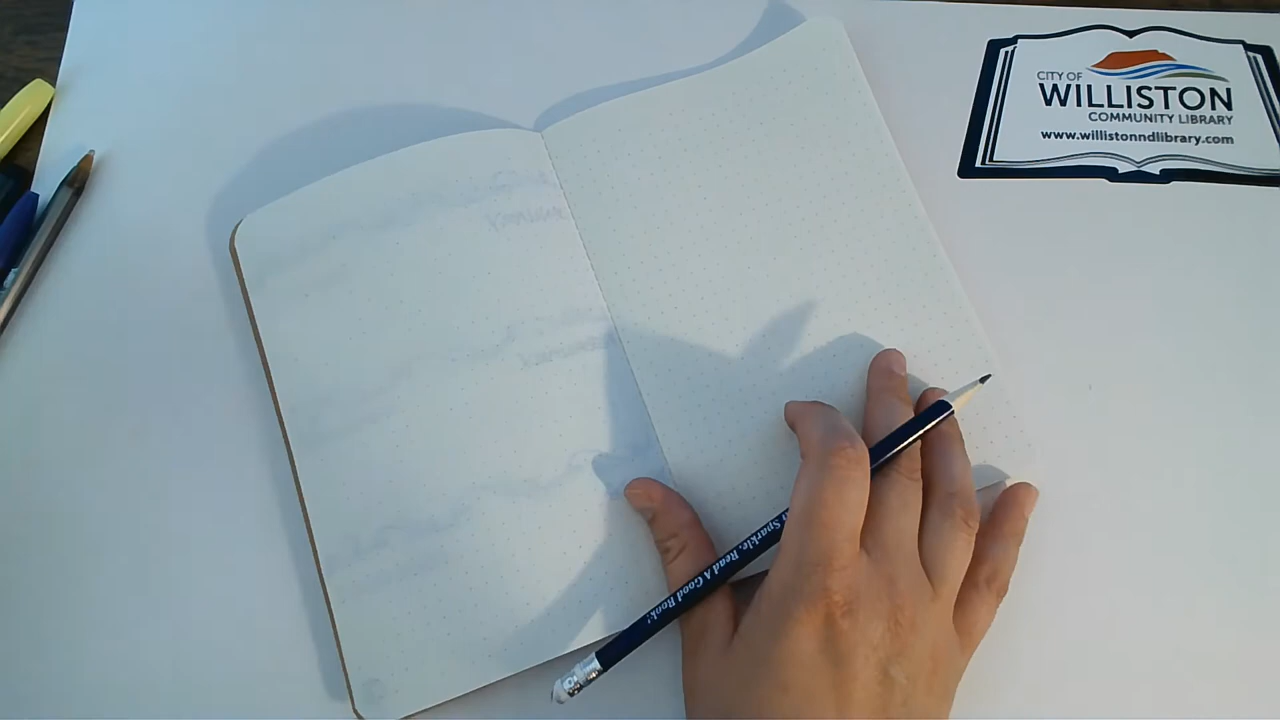 CITY OF
WILLISTON
COMMUNITY LIBRARY
www.willistonndlibrary.com
Sparkle, Read A Good Book!